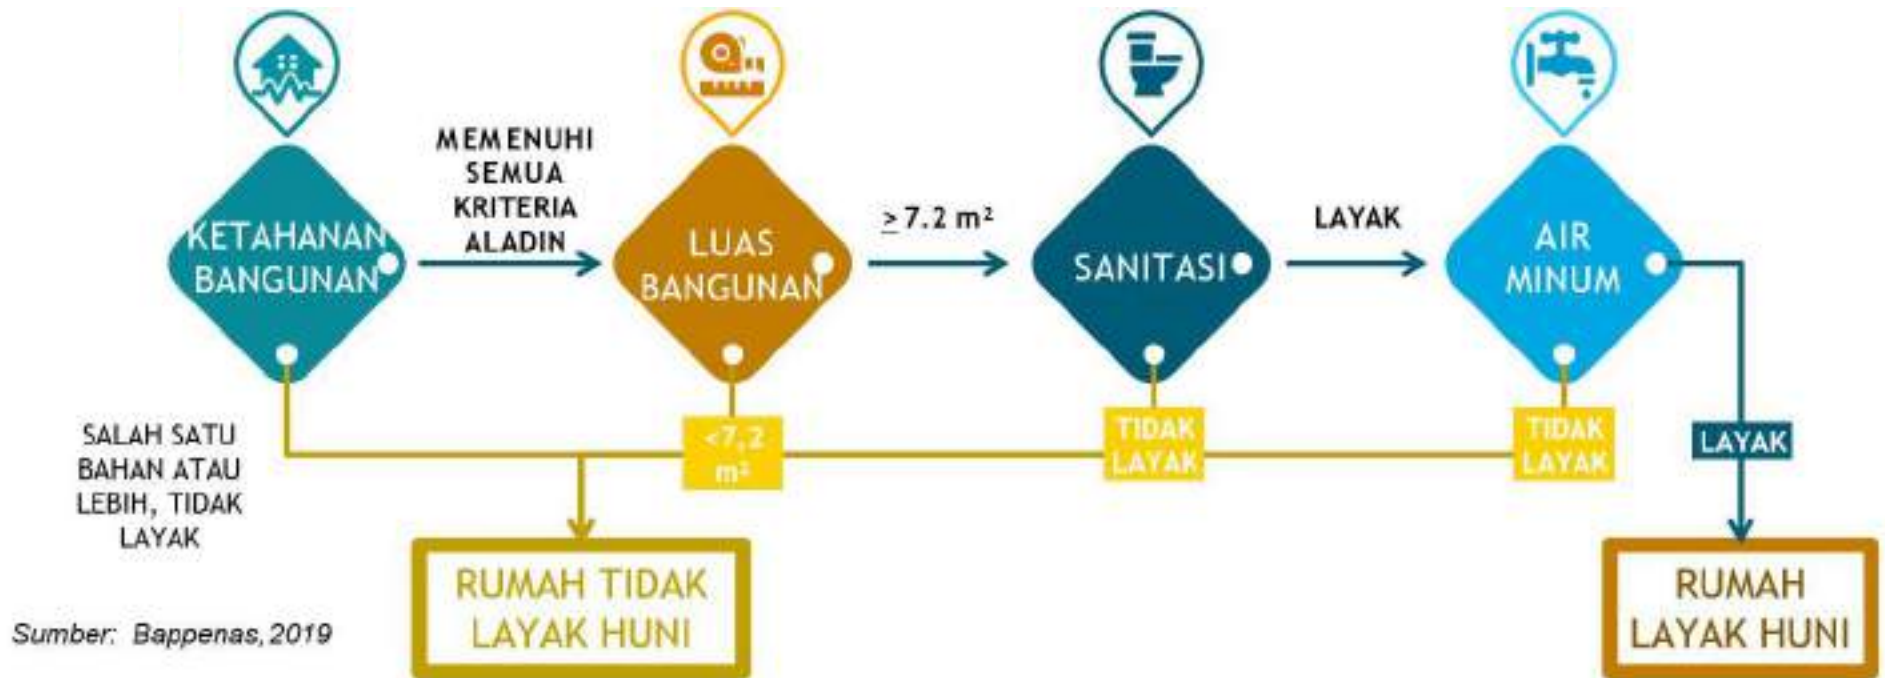 MEMENUHI
SEMUA
KRITERIA
ALADIN
KETAHANAN
BANGUNAN
LUAS
BANGUNAN
≥ 7.2 m²
SANITASI
LAYAK
AIR
MINUM
SALAH SATU
BAHAN ATAU
LEBIH, TIDAK
LAYAK
<7,2
m²
TIDAK
LAYAK
TIDAK
LAYAK
LAYAK
RUMAH TIDAK
LAYAK HUNI
RUMAH
LAYAK HUNI
Sumber: Bappenas, 2019